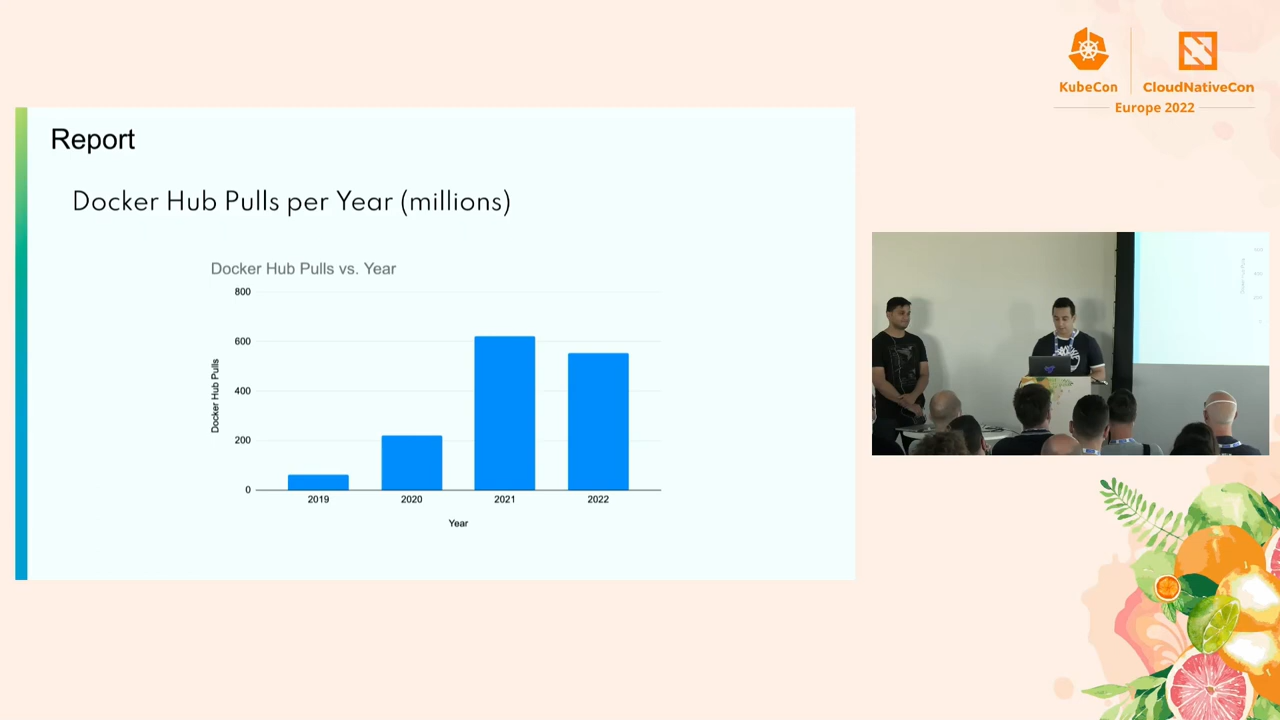 KubeCon
CloudNativeCon
Europe 2022
Report
Docker Hub Pulls per Year (millions)
Docker Hub Pulls vs. Year
800
600
400
200
0
Docker Hub Pulls
2019
2020
2021
2022
Year